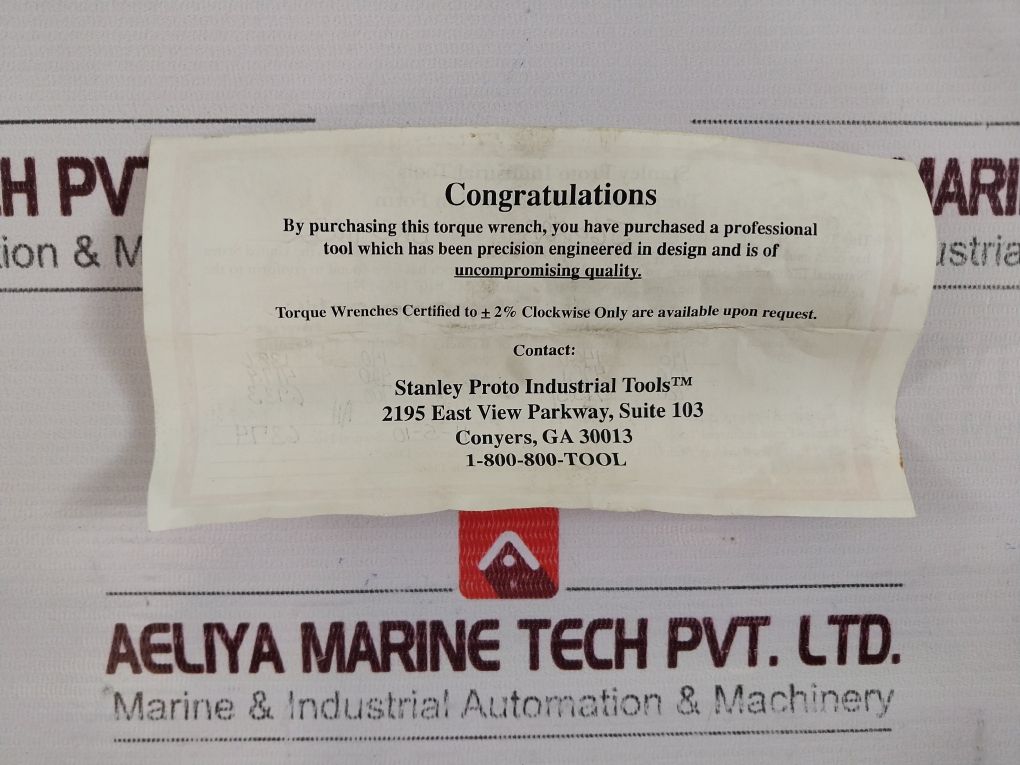 H PVT
MARI
ion & M
ustria
Congratulations
By purchasing this torque wrench, you have purchased a professional
tool which has been precision engineered in design and is of
uncompromising quality.
Torque Wrenches Certified to ± 2% Clockwise Only are available upon request.
Contact:
Stanley Proto Industrial Tools™
2195 East View Parkway, Suite 103
Conyers, GA 30013
1-800-800-TOOL
AELIYA MARINE TECH PVT. LTD.
Marine & Industrial Automation & Machinery